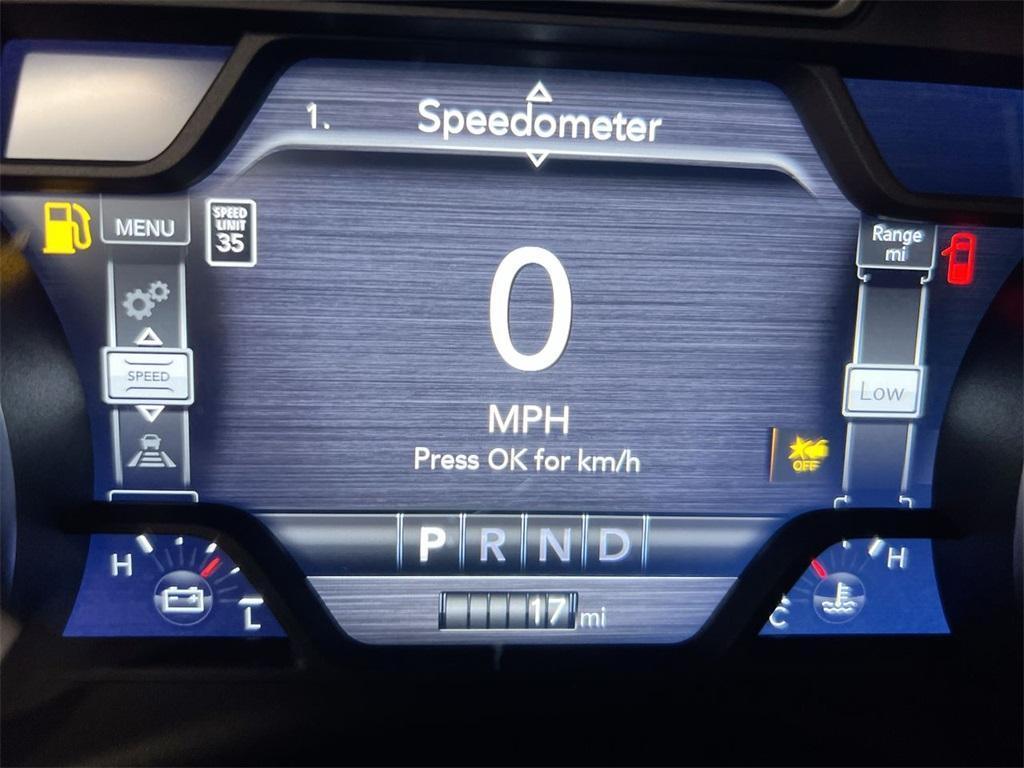 1. Speedometer
MENU
SPEED
LIMIT
35
Range
mi
0
SPEED
Low
MPH
Press OK for km/h
OFF
P R N D
H
L
17 mi
H
C